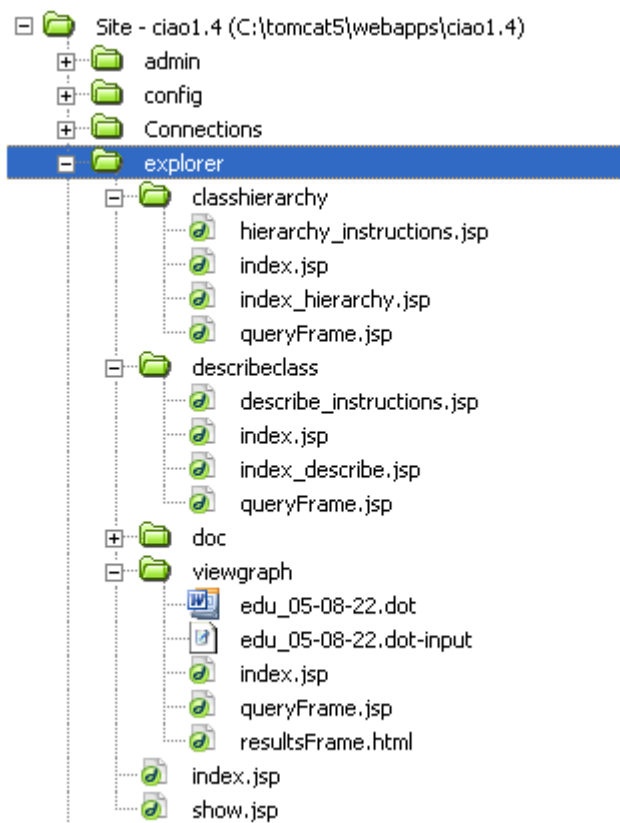 Site - ciao1.4 (C:\tomcat5\webapps\ciao1.4)
admin
config
Connections
explorer
classhierarchy
hierarchy_instructions.jsp
index.jsp
index_hierarchy.jsp
queryFrame.jsp
describeclass
describe_instructions.jsp
index.jsp
index_describe.jsp
queryFrame.jsp
doc
viewgraph
edu_05-08-22.dot
edu_05-08-22.dot-input
index.jsp
queryFrame.jsp
resultsFrame.html
index.jsp
show.jsp